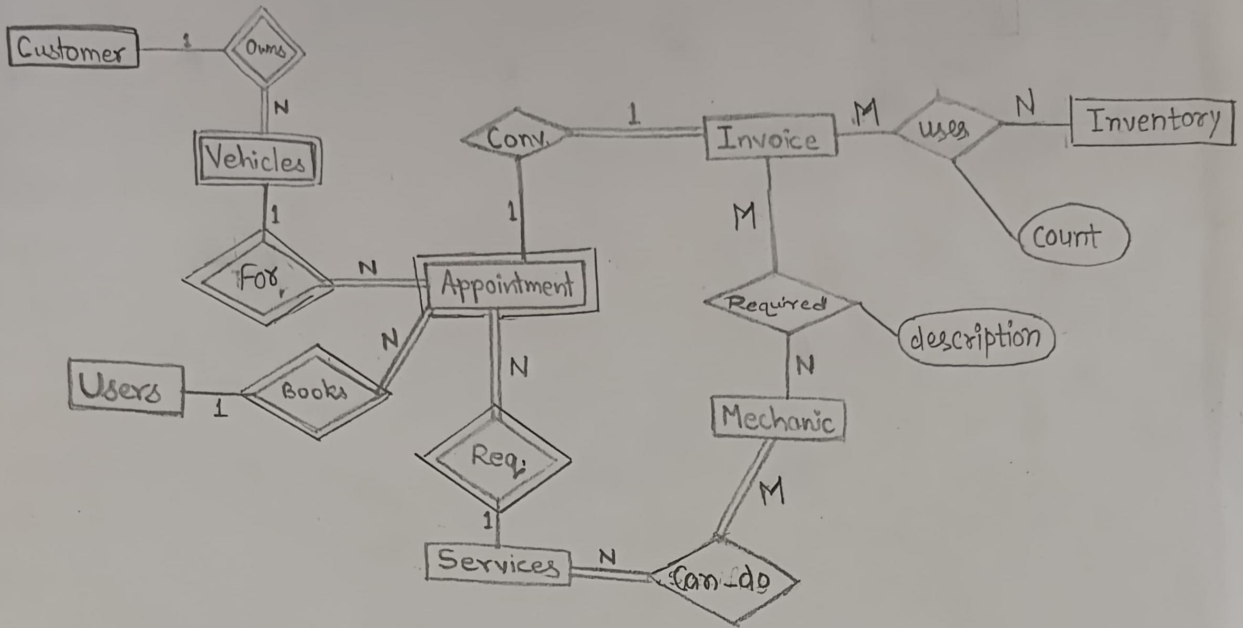 Customer
1
Owns
N
Vehicles
1
For,
N
Appointment
1
Conv.
1
Invoice
M
uses
N
Inventory
count
M
Required
description
N
Mechanic
M
Can-do
N
Services
1
Req.
N
N
Books
1
Users